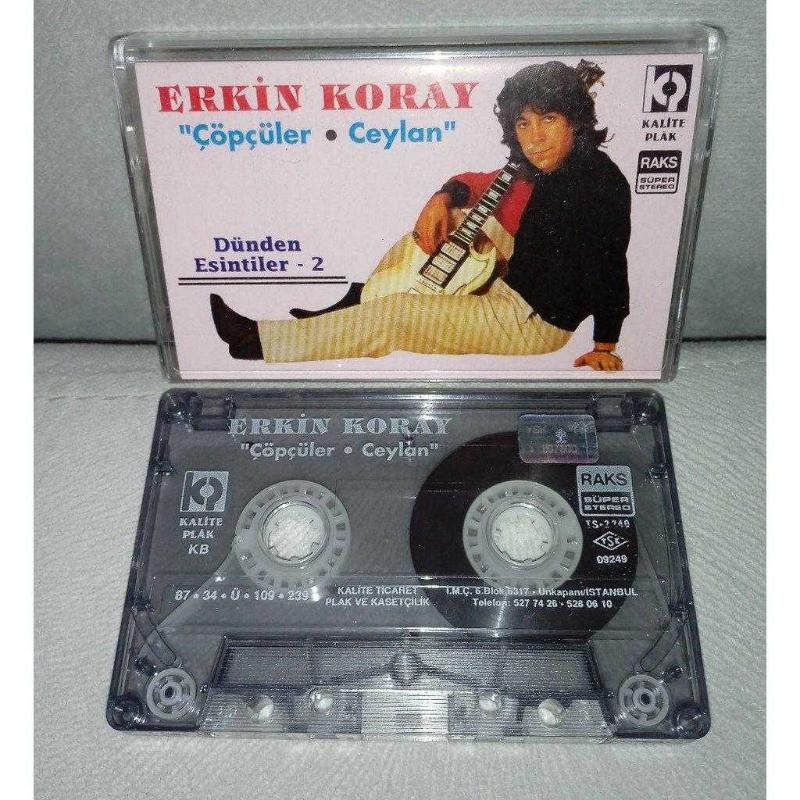 ERKİN KORAY
"Çöpçüler • Ceylan"
Dünden
Esintiler - 2
KALİTE
PLAK
RAKS
SÜPER
STEREO
ERKİN KORAY
"Çöpçüler • Ceylan"
KALİTE
PLÂK
KB
RAKS
SÜPER
STEREO
TSE
09249
87 • 34 • Ü • 109 • 239
KALİTE TİCARET
PLAK VE KASETÇİLİK
İ.M.Ç. 6.Blok 6317 • Unkapanı/İSTANBUL
Telefon: 527 74 26 • 528 06 10